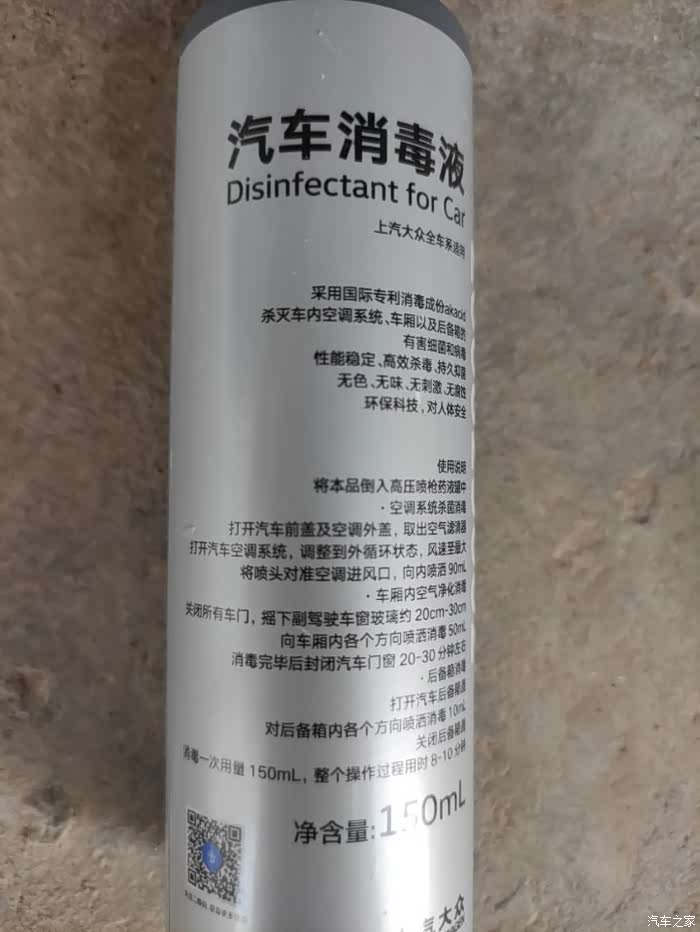 汽车消毒液
Disinfectant for Car
上汽大众全车系适用
采用国际专利消毒成份akacid
杀灭车内空调系统、车厢以及后备箱的
有害细菌和病毒
性能稳定、高效杀毒、持久抑菌
无色、无味、无刺激、无腐蚀
环保科技，对人体安全
使用说明
将本品倒入高压喷枪药液罐中
·空调系统杀菌消毒
打开汽车前盖及空调外盖，取出空气滤清器
打开汽车空调系统，调整到外循环状态，风速至最大
将喷头对准空调进风口，向内喷洒 90mL
·车厢内空气净化消毒
关闭所有车门，摇下副驾驶车窗玻璃约 20cm-30cm
向车厢内各个方向喷洒消毒 50mL
消毒完毕后封闭汽车门窗 20-30 分钟左右
·后备箱消毒
打开汽车后备箱盖
对后备箱内各个方向喷洒消毒 10mL
关闭后备箱盖
消毒一次用量 150mL，整个操作过程用时 8-10 分钟
净含量:150mL
汽大众
汽车之家